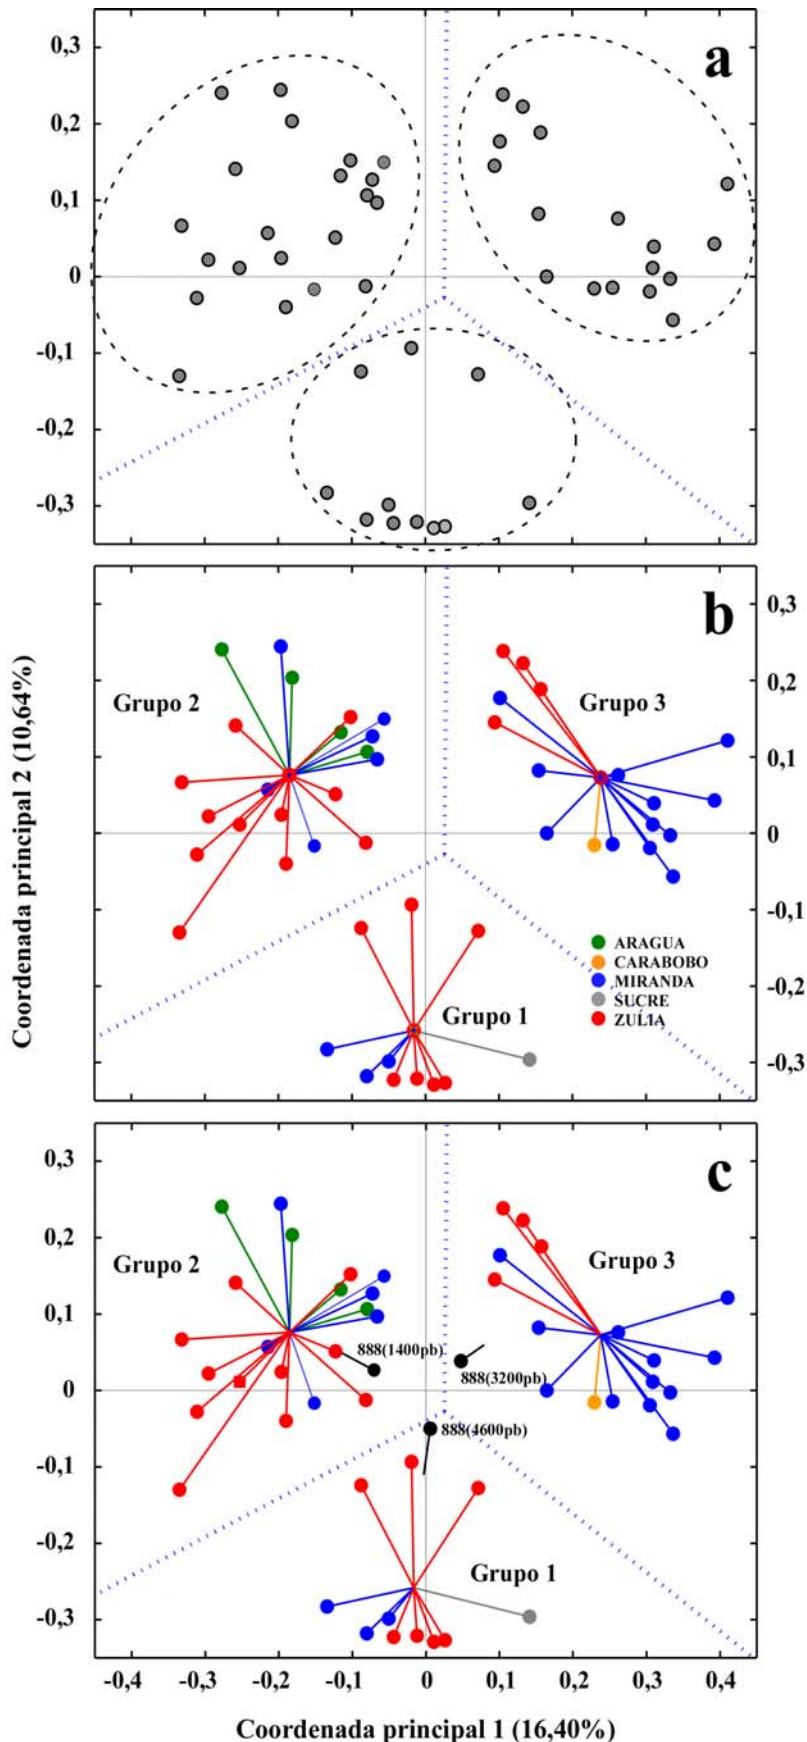 0,3
0,2
0,1
0
-0,1
-0,2
-0,3
a
Coordenada principal 2 (10,64%)
b
Grupo 2
Grupo 3
Grupo 1
ARAGUA
CARABOBO
MIRANDA
SUCRE
ZULIA
0,3
0,2
0,1
0
-0,1
-0,2
-0,3
c
Grupo 2
Grupo 3
888(1400pb)
888(3200pb)
888(4600pb)
Grupo 1
0,3
0,2
0,1
0
-0,1
-0,2
-0,3
-0,4 -0,3 -0,2 -0,1 0 0,1 0,2 0,3 0,4
Coordenada principal 1 (16,40%)